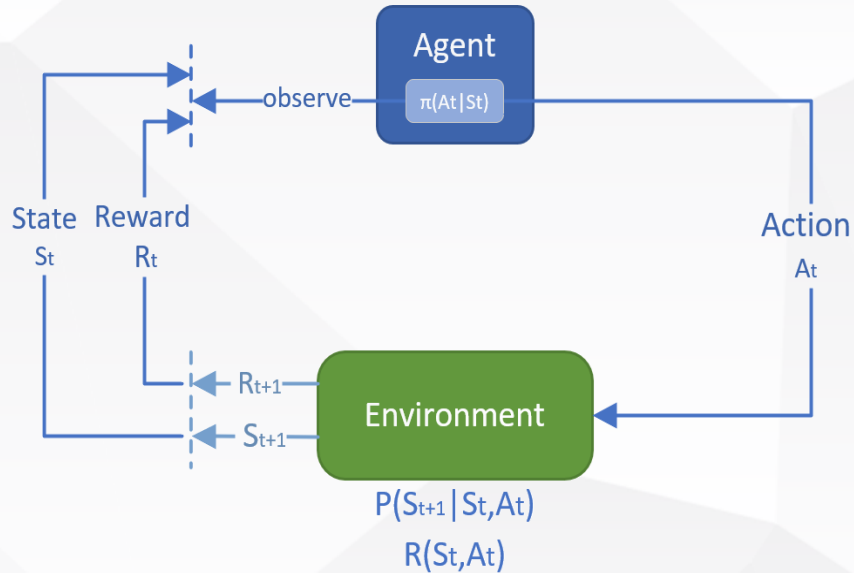 Agent
observe
π(At|St)
State
St
Reward
Rt
Action
At
Rt+1
St+1
Environment
P(St+1|St,At)
R(St,At)